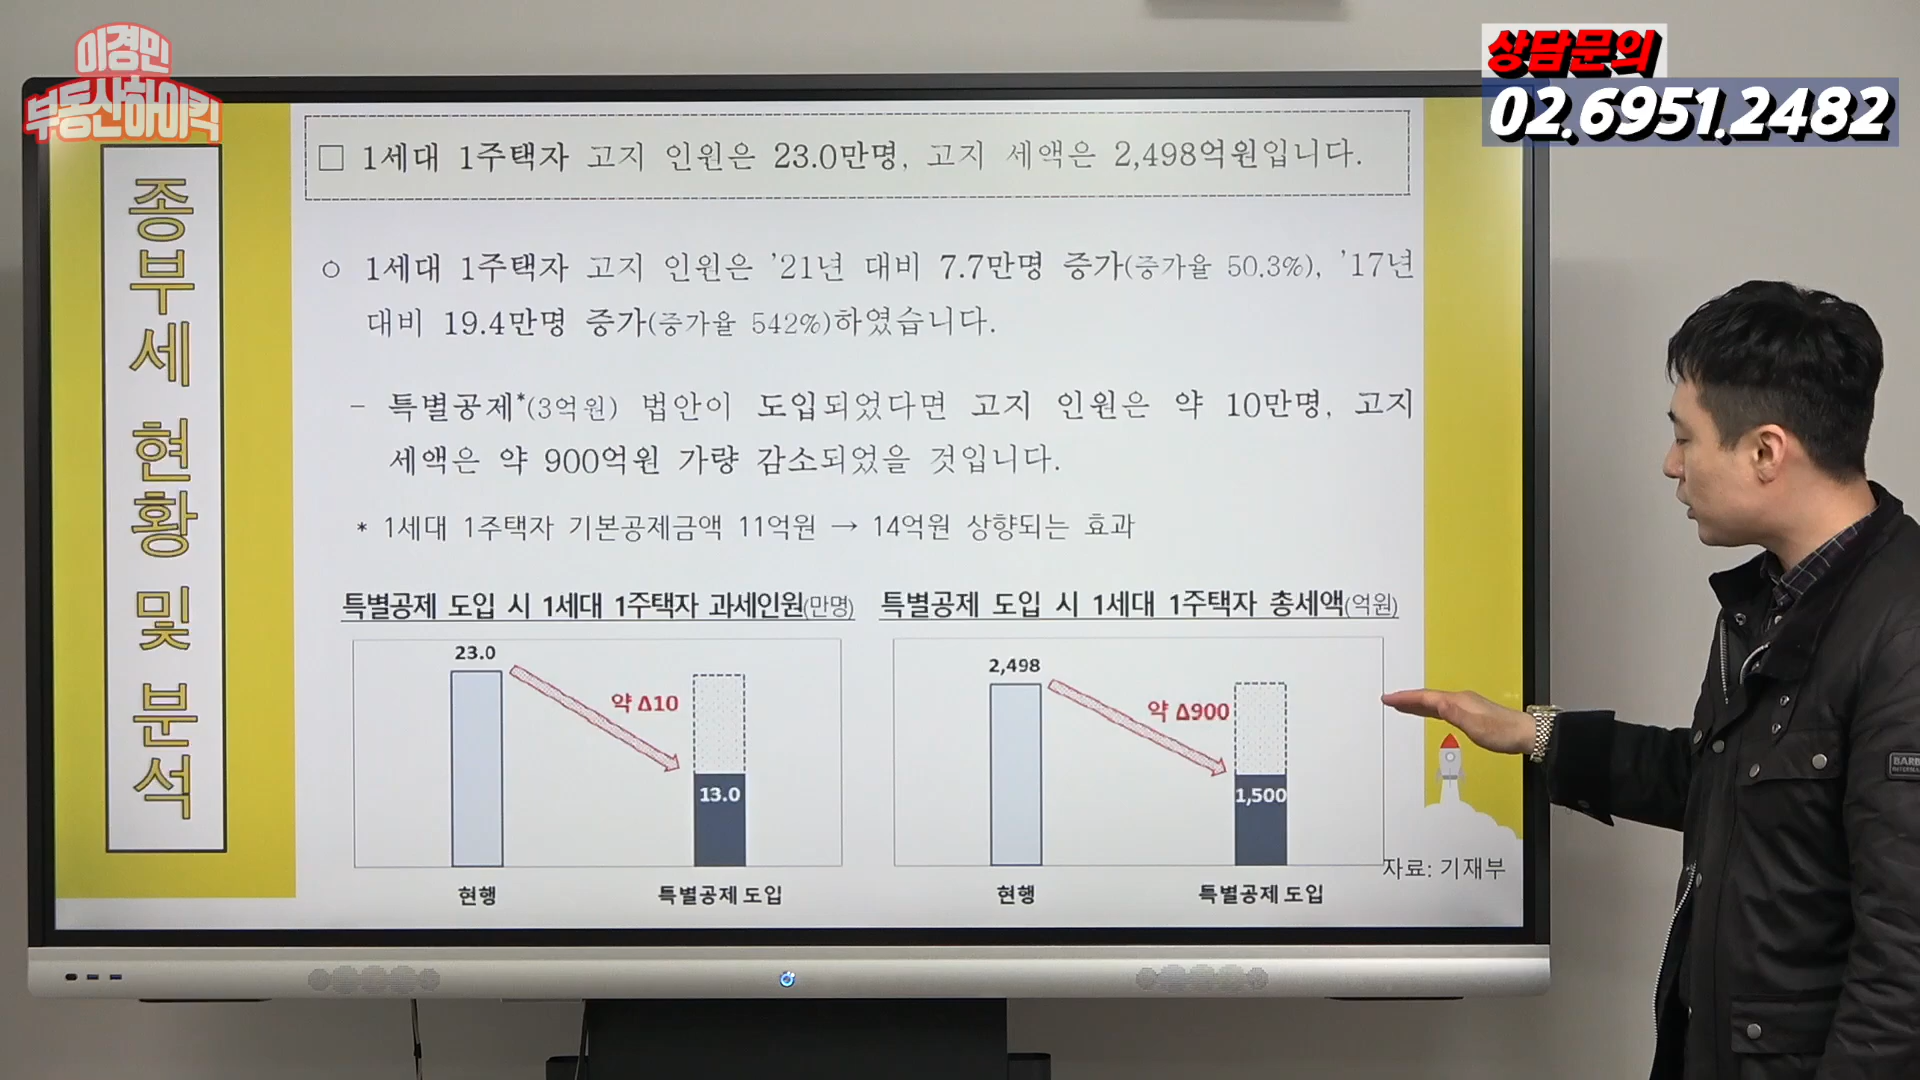 이경민
부동산하이킥
상담문의
02.6951.2482
종부세 현황 및 분석
□ 1세대 1주택자 고지 인원은 23.0만명, 고지 세액은 2,498억원입니다.
○ 1세대 1주택자 고지 인원은 '21년 대비 7.7만명 증가(증가율 50.3%), '17년
대비 19.4만명 증가(증가율 542%)하였습니다.
- 특별공제*(3억원) 법안이 도입되었다면 고지 인원은 약 10만명, 고지
세액은 약 900억원 가량 감소되었을 것입니다.
* 1세대 1주택자 기본공제금액 11억원 → 14억원 상향되는 효과
특별공제 도입 시 1세대 1주택자 과세인원(만명)
23.0
약 Δ10
13.0
현행
특별공제 도입
특별공제 도입 시 1세대 1주택자 총세액(억원)
2,498
약 Δ900
1,500
현행
특별공제 도입
자료: 기재부